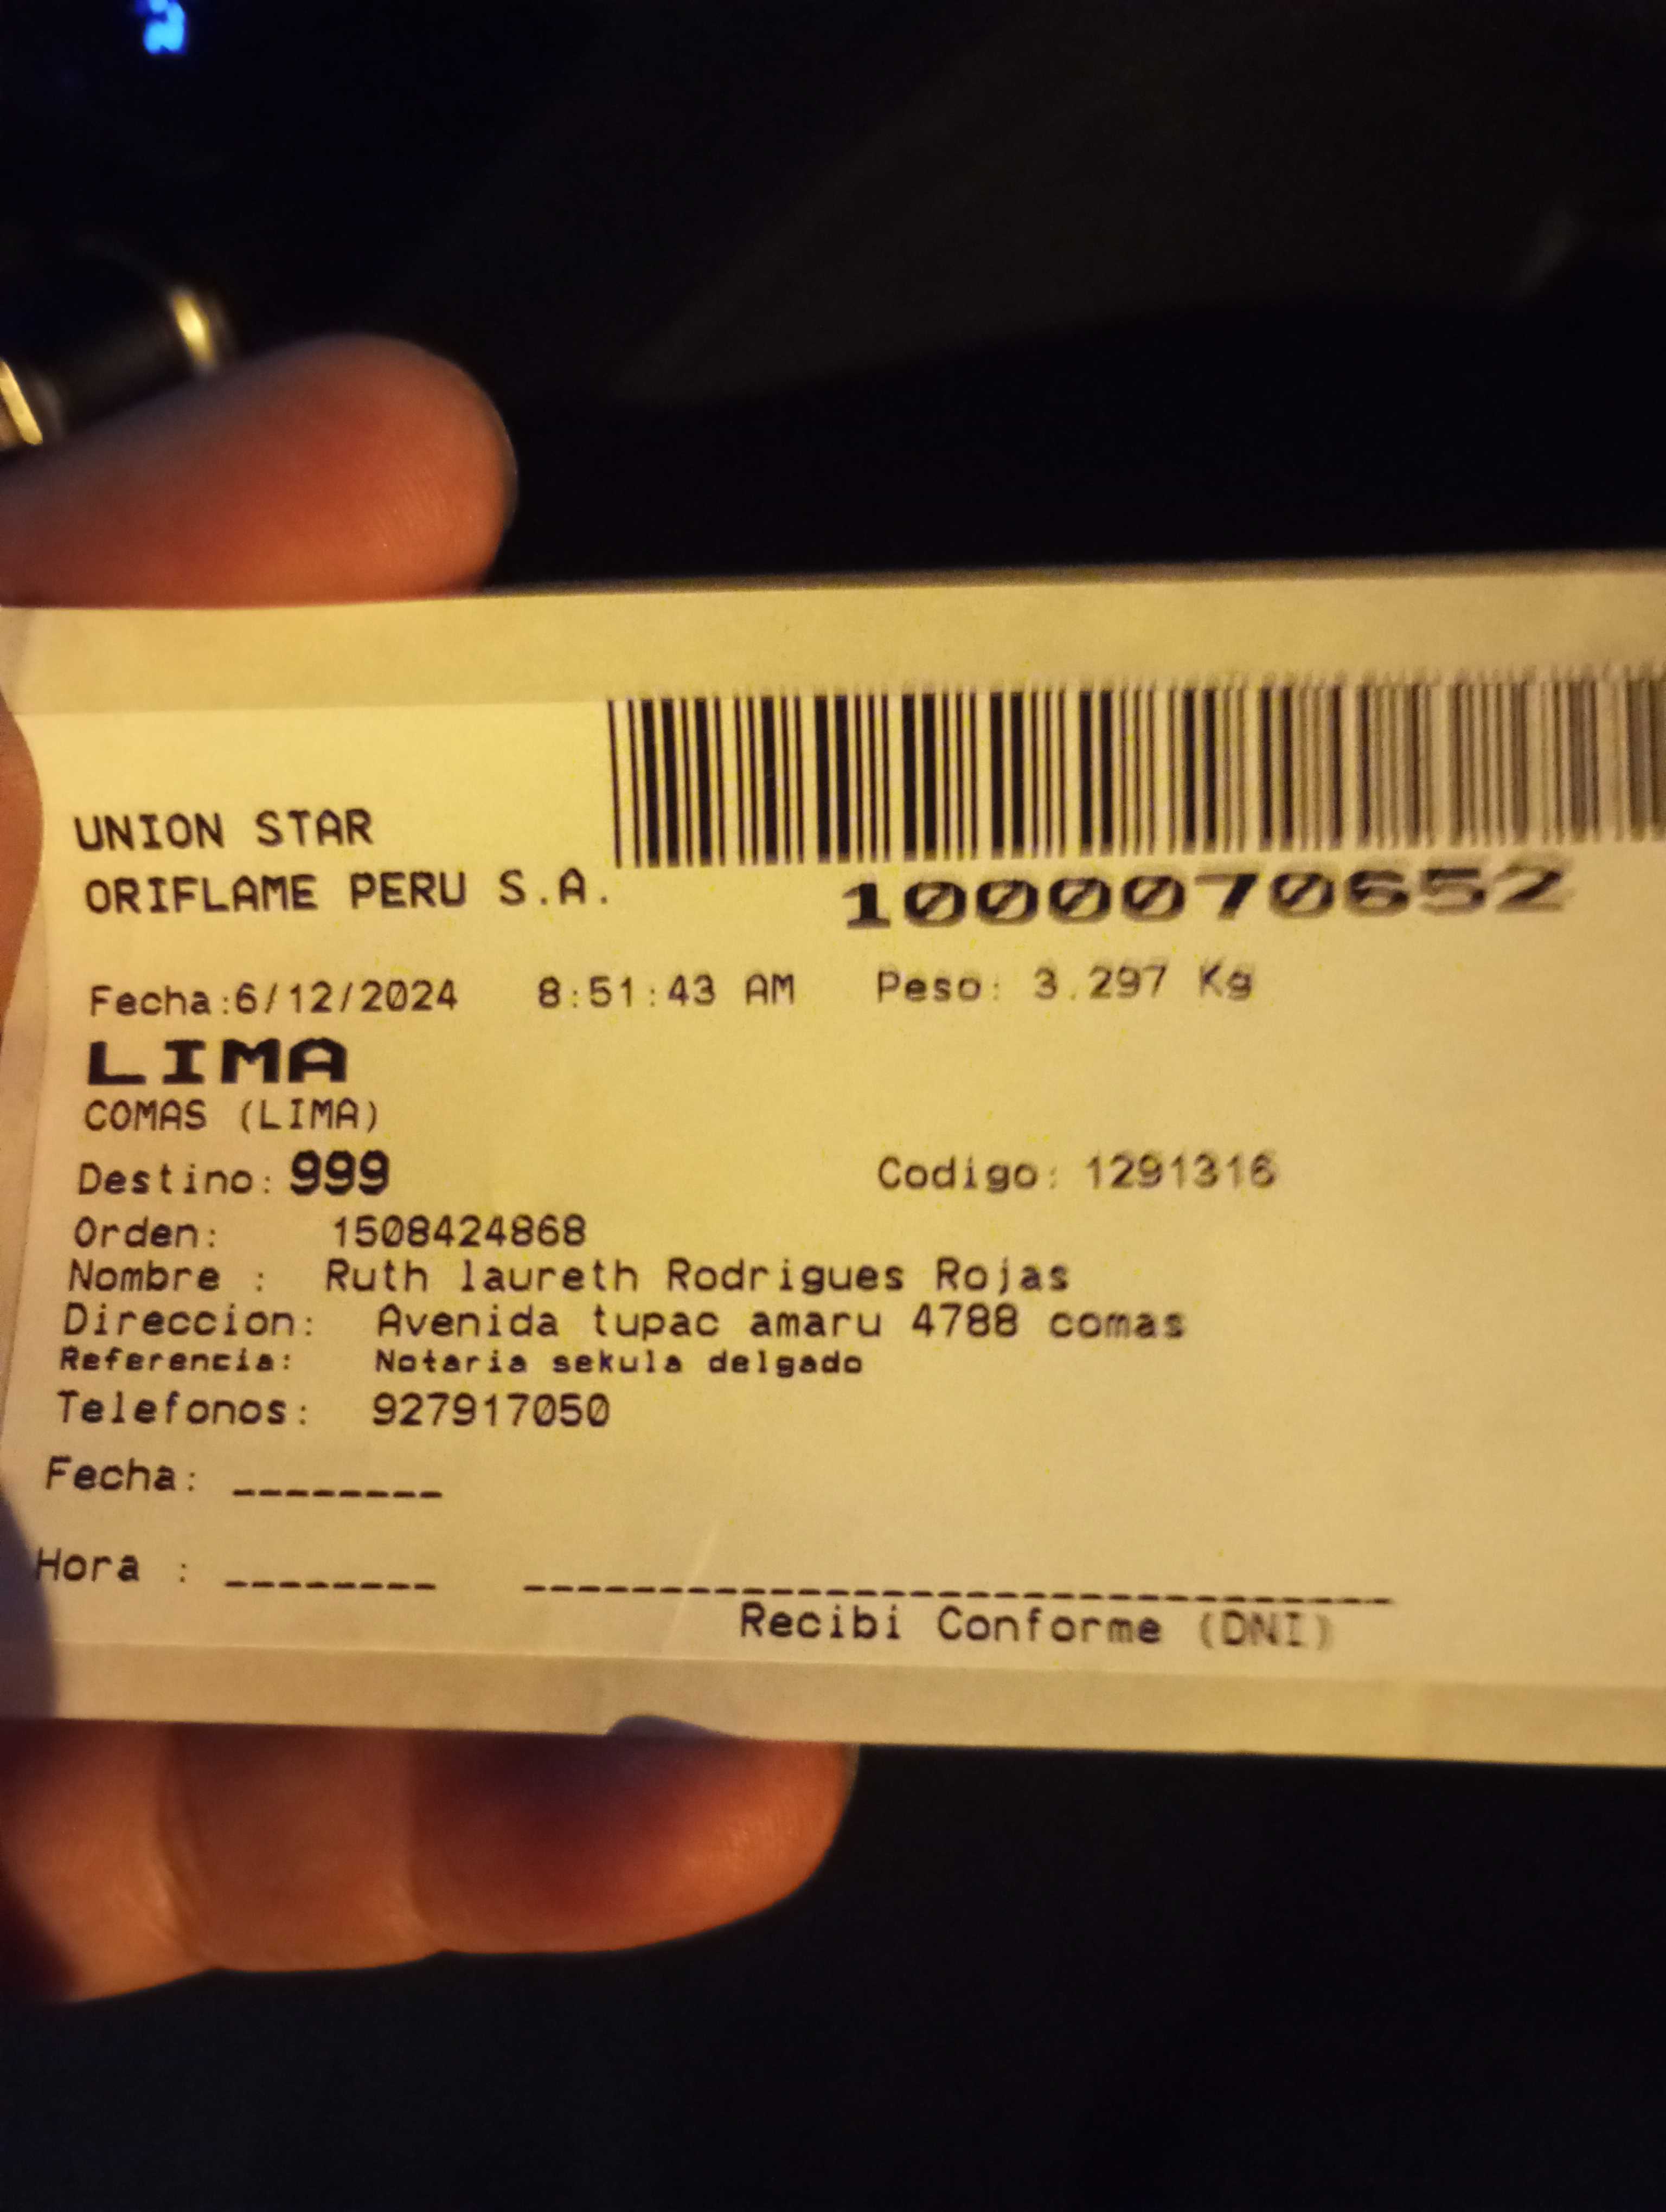 UNION STAR
ORIFLAME PERU S.A.
1000070652
Fecha:6/12/2024 8:51:43 AM Peso: 3.297 Kg
LIMA
COMAS (LIMA)
Destino: 999 Codigo: 1291316
Orden: 1508424868
Nombre : Ruth laureth Rodrigues Rojas
Direccion: Avenida tupac amaru 4788 comas
Referencia: Notaria sekula delgado
Telefonos: 927917050
Fecha: ________
Hora : ________ ________________________________
Recibi Conforme (DNI)